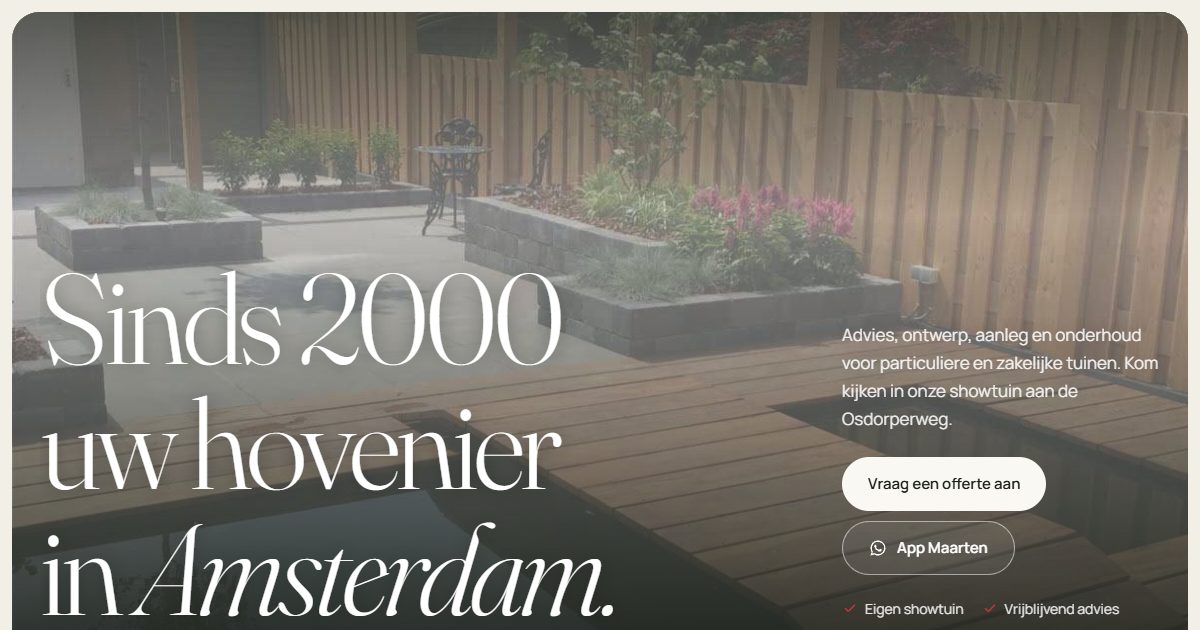 Sinds 2000
uw hovenier
in Amsterdam.
Advies, ontwerp, aanleg en onderhoud
voor particuliere en zakelijke tuinen. Kom
kijken in onze showtuin aan de
Osdorperweg.
Vraag een offerte aan
App Maarten
Eigen showtuin
Vrijblijvend advies